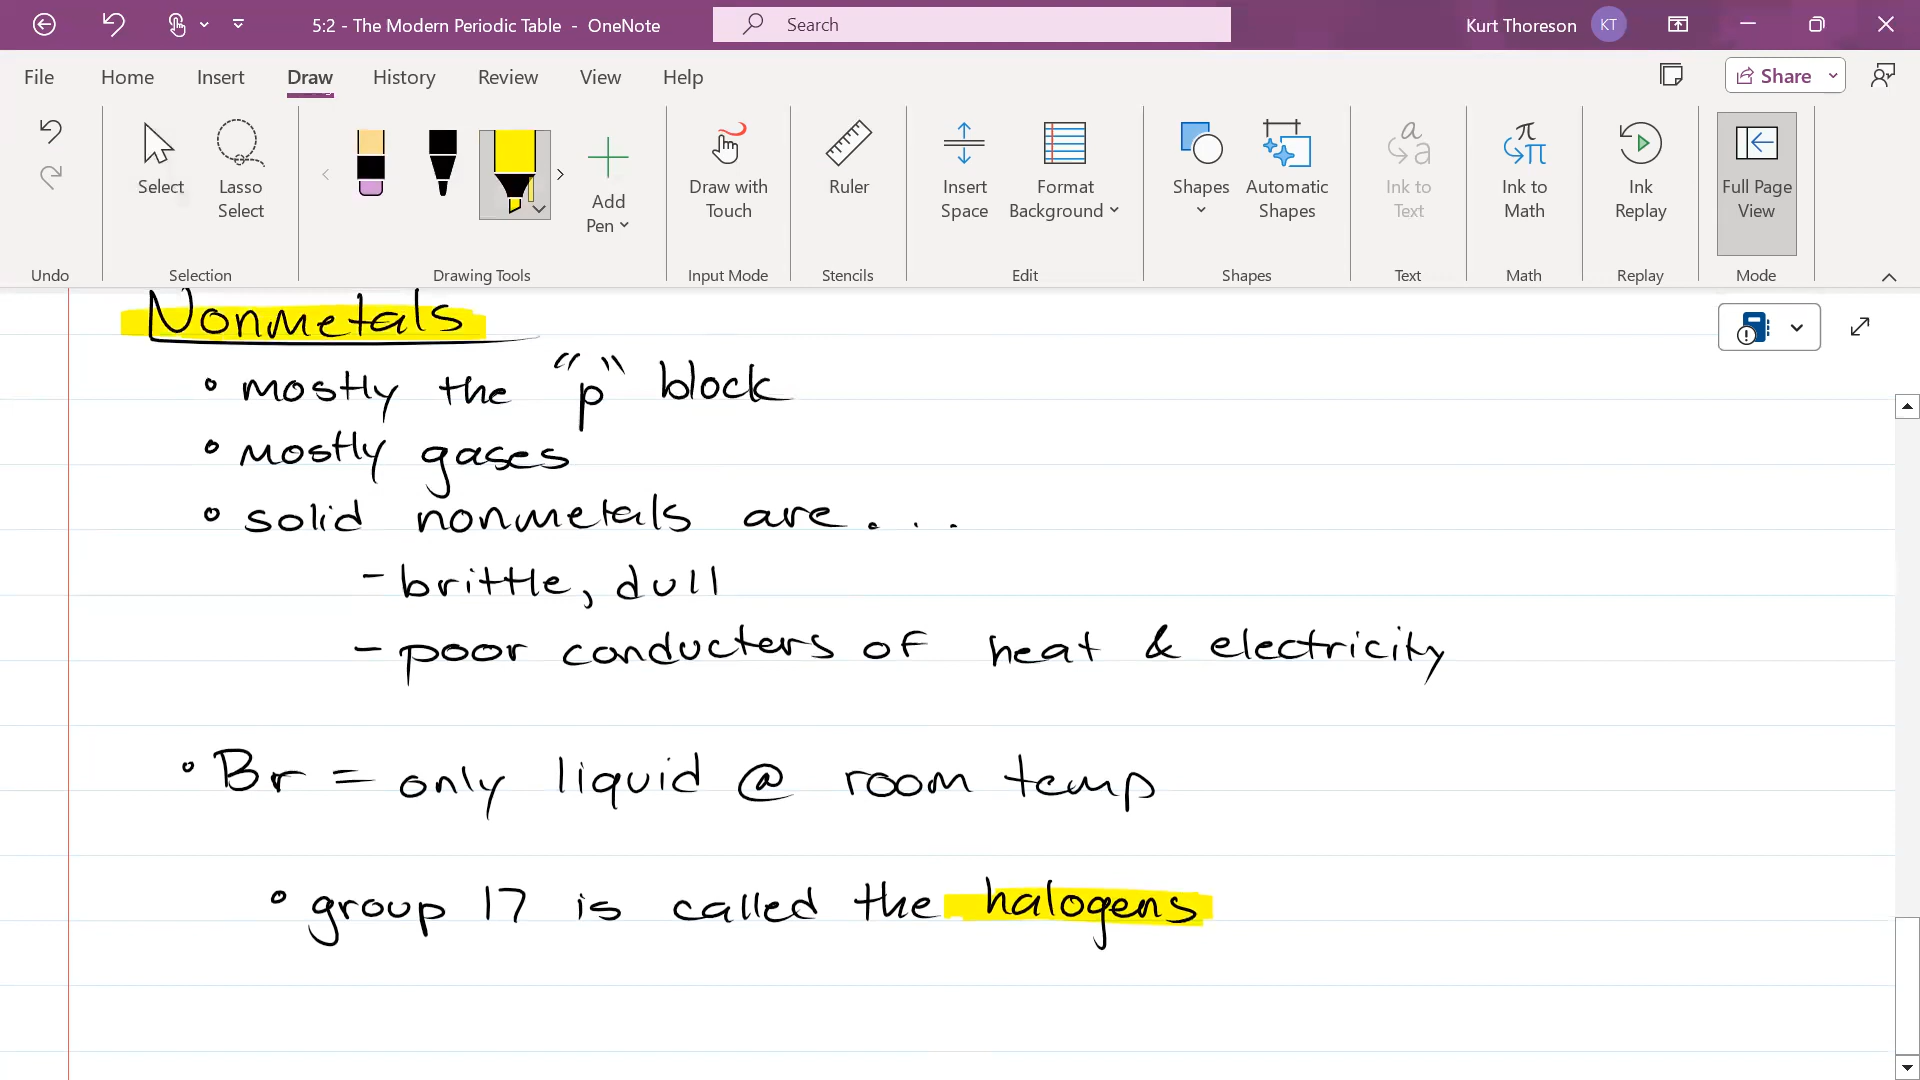 5:2 - The Modern Periodic Table - OneNote
Search
Kurt Thoreson KT
File Home Insert Draw History Review View Help
Share
Select
Lasso Select
Add Pen
Draw with Touch
Ruler
Insert Space
Format Background
Shapes
Automatic Shapes
a
a
Ink to Text
π
π
Ink to Math
Ink Replay
Full Page View
Undo Selection Drawing Tools Input Mode Stencils Edit Shapes Text Math Replay Mode
Nonmetals
• mostly the "p" block
• mostly gases
• solid nonmetals are . . .
- brittle, dull
- poor conducters of heat & electricity
• Br = only liquid @ room temp
• group 17 is called the halogens